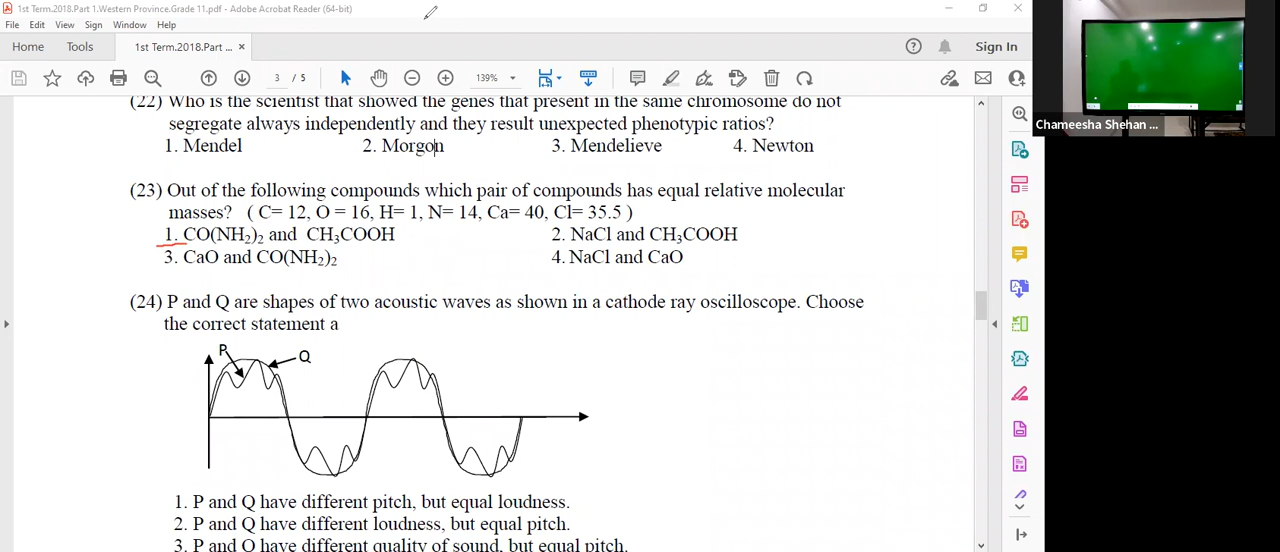 1st Term.2018.Part 1.Western Province.Grade 11.pdf - Adobe Acrobat Reader (64-bit)
File Edit View Sign Window Help
Home Tools 1st Term.2018.Part ... × Sign In
3 / 5 139%
(22) Who is the scientist that showed the genes that present in the same chromosome do not
segregate always independently and they result unexpected phenotypic ratios?
1. Mendel 2. Morgon 3. Mendelieve 4. Newton
(23) Out of the following compounds which pair of compounds has equal relative molecular
masses? ( C= 12, O = 16, H= 1, N= 14, Ca= 40, Cl= 35.5 )
1. CO(NH₂)₂ and CH₃COOH 2. NaCl and CH₃COOH
3. CaO and CO(NH₂)₂ 4. NaCl and CaO
(24) P and Q are shapes of two acoustic waves as shown in a cathode ray oscilloscope. Choose
the correct statement a
P
Q
1. P and Q have different pitch, but equal loudness.
2. P and Q have different loudness, but equal pitch.
3. P and Q have different quality of sound, but equal pitch.
Chameesha Shehan ...